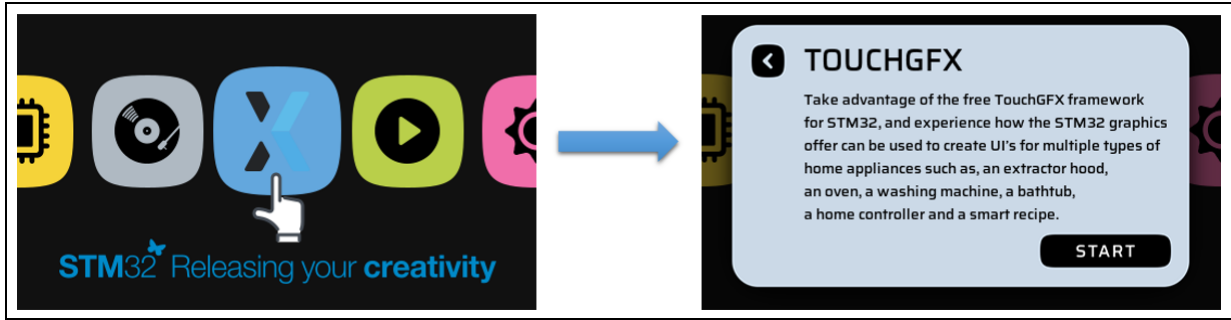 STM32 Releasing your creativity
TOUCHGFX
Take advantage of the free TouchGFX framework
for STM32, and experience how the STM32 graphics
offer can be used to create UI's for multiple types of
home appliances such as, an extractor hood,
an oven, a washing machine, a bathtub,
a home controller and a smart recipe.
START